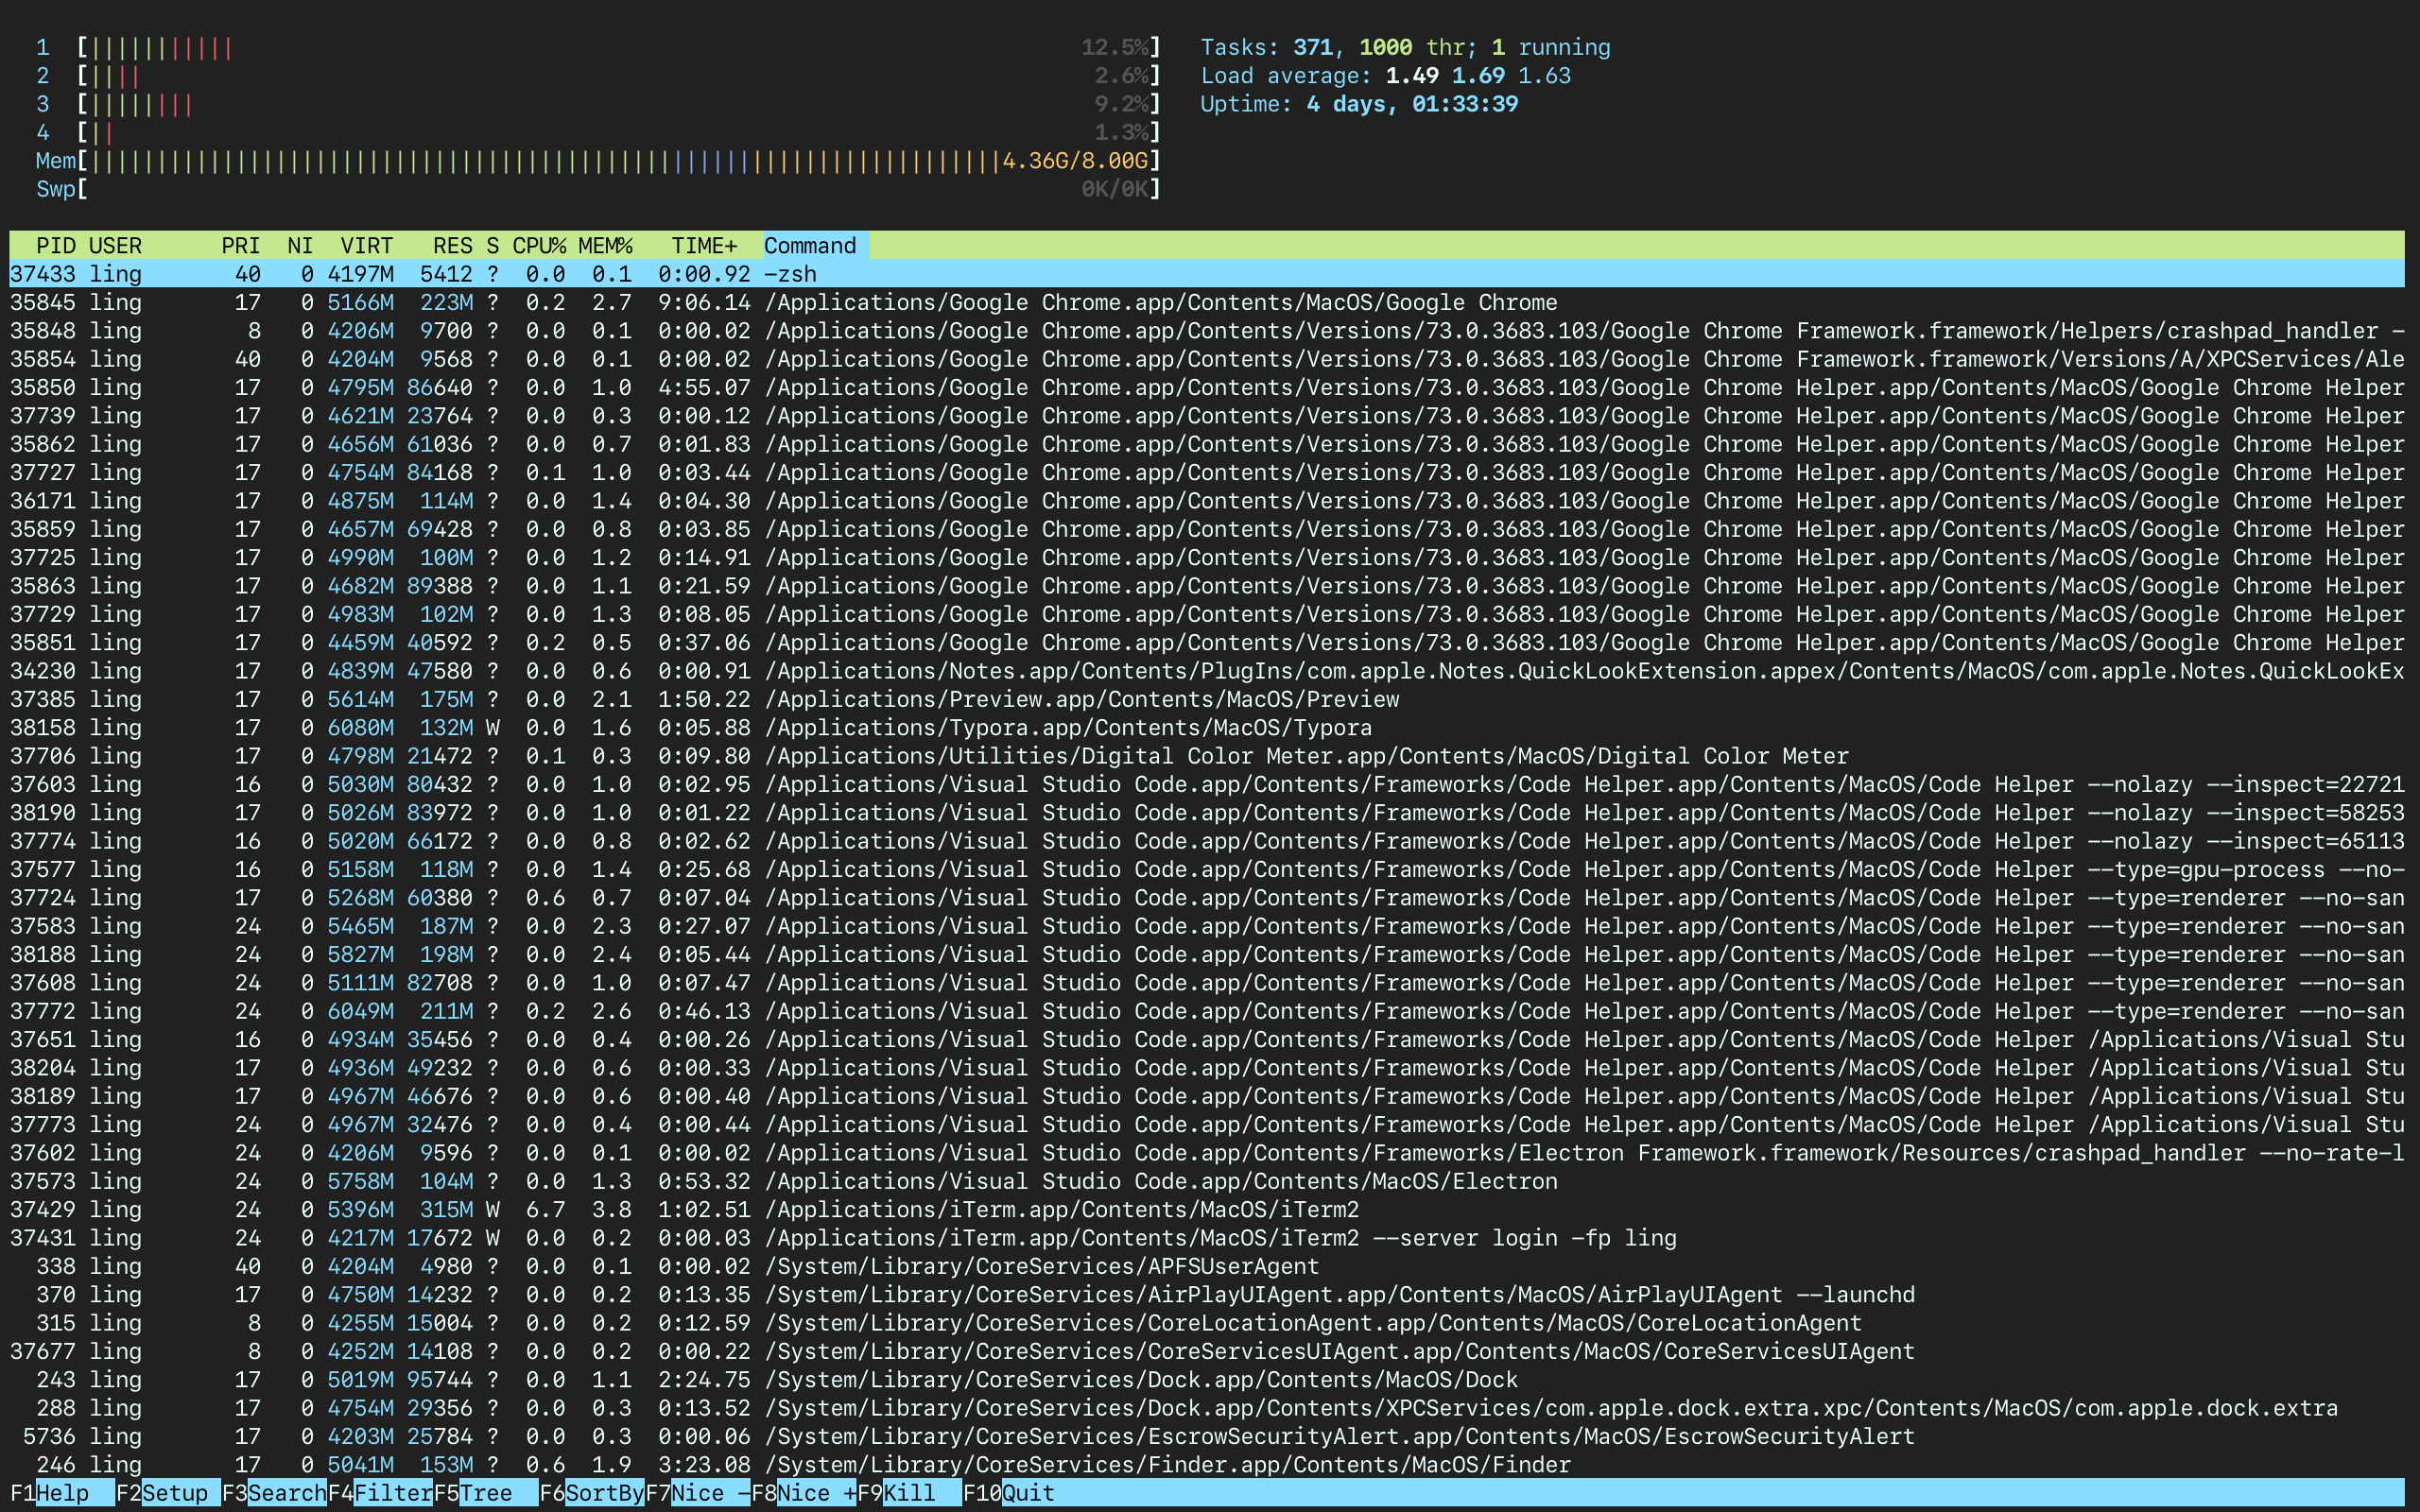 1 [||||||||||| 12.5%] Tasks: 371, 1000 thr; 1 running
2 [|||| 2.6%] Load average: 1.49 1.69 1.63
3 [|||||||| 9.2%] Uptime: 4 days, 01:33:39
4 [|| 1.3%]
Mem[|||||||||||||||||||||||||||||||||||||||||||||||||||||||||||||||||||||4.36G/8.00G]
Swp[ 0K/0K]
PID USER PRI NI VIRT RES S CPU% MEM% TIME+ Command
37433 ling 40 0 4197M 5412 ? 0.0 0.1 0:00.92 -zsh
35845 ling 17 0 5166M 223M ? 0.2 2.7 9:06.14 /Applications/Google Chrome.app/Contents/MacOS/Google Chrome
35848 ling 8 0 4206M 9700 ? 0.0 0.1 0:00.02 /Applications/Google Chrome.app/Contents/Versions/73.0.3683.103/Google Chrome Framework.framework/Helpers/crashpad_handler -
35854 ling 40 0 4204M 9568 ? 0.0 0.1 0:00.02 /Applications/Google Chrome.app/Contents/Versions/73.0.3683.103/Google Chrome Framework.framework/Versions/A/XPCServices/Ale
35850 ling 17 0 4795M 86640 ? 0.0 1.0 4:55.07 /Applications/Google Chrome.app/Contents/Versions/73.0.3683.103/Google Chrome Helper.app/Contents/MacOS/Google Chrome Helper
37739 ling 17 0 4621M 23764 ? 0.0 0.3 0:00.12 /Applications/Google Chrome.app/Contents/Versions/73.0.3683.103/Google Chrome Helper.app/Contents/MacOS/Google Chrome Helper
35862 ling 17 0 4656M 61036 ? 0.0 0.7 0:01.83 /Applications/Google Chrome.app/Contents/Versions/73.0.3683.103/Google Chrome Helper.app/Contents/MacOS/Google Chrome Helper
37727 ling 17 0 4754M 84168 ? 0.1 1.0 0:03.44 /Applications/Google Chrome.app/Contents/Versions/73.0.3683.103/Google Chrome Helper.app/Contents/MacOS/Google Chrome Helper
36171 ling 17 0 4875M 114M ? 0.0 1.4 0:04.30 /Applications/Google Chrome.app/Contents/Versions/73.0.3683.103/Google Chrome Helper.app/Contents/MacOS/Google Chrome Helper
35859 ling 17 0 4657M 69428 ? 0.0 0.8 0:03.85 /Applications/Google Chrome.app/Contents/Versions/73.0.3683.103/Google Chrome Helper.app/Contents/MacOS/Google Chrome Helper
37725 ling 17 0 4990M 100M ? 0.0 1.2 0:14.91 /Applications/Google Chrome.app/Contents/Versions/73.0.3683.103/Google Chrome Helper.app/Contents/MacOS/Google Chrome Helper
35863 ling 17 0 4682M 89388 ? 0.0 1.1 0:21.59 /Applications/Google Chrome.app/Contents/Versions/73.0.3683.103/Google Chrome Helper.app/Contents/MacOS/Google Chrome Helper
37729 ling 17 0 4983M 102M ? 0.0 1.3 0:08.05 /Applications/Google Chrome.app/Contents/Versions/73.0.3683.103/Google Chrome Helper.app/Contents/MacOS/Google Chrome Helper
35851 ling 17 0 4459M 40592 ? 0.2 0.5 0:37.06 /Applications/Google Chrome.app/Contents/Versions/73.0.3683.103/Google Chrome Helper.app/Contents/MacOS/Google Chrome Helper
34230 ling 17 0 4839M 47580 ? 0.0 0.6 0:00.91 /Applications/Notes.app/Contents/PlugIns/com.apple.Notes.QuickLookExtension.appex/Contents/MacOS/com.apple.Notes.QuickLookEx
37385 ling 17 0 5614M 175M ? 0.0 2.1 1:50.22 /Applications/Preview.app/Contents/MacOS/Preview
38158 ling 17 0 6080M 132M W 0.0 1.6 0:05.88 /Applications/Typora.app/Contents/MacOS/Typora
37706 ling 17 0 4798M 21472 ? 0.1 0.3 0:09.80 /Applications/Utilities/Digital Color Meter.app/Contents/MacOS/Digital Color Meter
37603 ling 16 0 5030M 80432 ? 0.0 1.0 0:02.95 /Applications/Visual Studio Code.app/Contents/Frameworks/Code Helper.app/Contents/MacOS/Code Helper --nolazy --inspect=22721
38190 ling 17 0 5026M 83972 ? 0.0 1.0 0:01.22 /Applications/Visual Studio Code.app/Contents/Frameworks/Code Helper.app/Contents/MacOS/Code Helper --nolazy --inspect=58253
37774 ling 16 0 5020M 66172 ? 0.0 0.8 0:02.62 /Applications/Visual Studio Code.app/Contents/Frameworks/Code Helper.app/Contents/MacOS/Code Helper --nolazy --inspect=65113
37577 ling 16 0 5158M 118M ? 0.0 1.4 0:25.68 /Applications/Visual Studio Code.app/Contents/Frameworks/Code Helper.app/Contents/MacOS/Code Helper --type=gpu-process --no-
37724 ling 17 0 5268M 60380 ? 0.6 0.7 0:07.04 /Applications/Visual Studio Code.app/Contents/Frameworks/Code Helper.app/Contents/MacOS/Code Helper --type=renderer --no-san
37583 ling 24 0 5465M 187M ? 0.0 2.3 0:27.07 /Applications/Visual Studio Code.app/Contents/Frameworks/Code Helper.app/Contents/MacOS/Code Helper --type=renderer --no-san
38188 ling 24 0 5827M 198M ? 0.0 2.4 0:05.44 /Applications/Visual Studio Code.app/Contents/Frameworks/Code Helper.app/Contents/MacOS/Code Helper --type=renderer --no-san
37608 ling 24 0 5111M 82708 ? 0.0 1.0 0:07.47 /Applications/Visual Studio Code.app/Contents/Frameworks/Code Helper.app/Contents/MacOS/Code Helper --type=renderer --no-san
37772 ling 24 0 6049M 211M ? 0.2 2.6 0:46.13 /Applications/Visual Studio Code.app/Contents/Frameworks/Code Helper.app/Contents/MacOS/Code Helper --type=renderer --no-san
37651 ling 16 0 4934M 35456 ? 0.0 0.4 0:00.26 /Applications/Visual Studio Code.app/Contents/Frameworks/Code Helper.app/Contents/MacOS/Code Helper /Applications/Visual Stu
38204 ling 17 0 4936M 49232 ? 0.0 0.6 0:00.33 /Applications/Visual Studio Code.app/Contents/Frameworks/Code Helper.app/Contents/MacOS/Code Helper /Applications/Visual Stu
38189 ling 17 0 4967M 46676 ? 0.0 0.6 0:00.40 /Applications/Visual Studio Code.app/Contents/Frameworks/Code Helper.app/Contents/MacOS/Code Helper /Applications/Visual Stu
37773 ling 24 0 4967M 32476 ? 0.0 0.4 0:00.44 /Applications/Visual Studio Code.app/Contents/Frameworks/Code Helper.app/Contents/MacOS/Code Helper /Applications/Visual Stu
37602 ling 24 0 4206M 9596 ? 0.0 0.1 0:00.02 /Applications/Visual Studio Code.app/Contents/Frameworks/Electron Framework.framework/Resources/crashpad_handler --no-rate-l
37573 ling 24 0 5758M 104M ? 0.0 1.3 0:53.32 /Applications/Visual Studio Code.app/Contents/MacOS/Electron
37429 ling 24 0 5396M 315M W 6.7 3.8 1:02.51 /Applications/iTerm.app/Contents/MacOS/iTerm2
37431 ling 24 0 4217M 17672 W 0.0 0.2 0:00.03 /Applications/iTerm.app/Contents/MacOS/iTerm2 --server login -fp ling
338 ling 40 0 4204M 4980 ? 0.0 0.1 0:00.02 /System/Library/CoreServices/APFSUserAgent
370 ling 17 0 4750M 14232 ? 0.0 0.2 0:13.35 /System/Library/CoreServices/AirPlayUIAgent.app/Contents/MacOS/AirPlayUIAgent --launchd
315 ling 8 0 4255M 15004 ? 0.0 0.2 0:12.59 /System/Library/CoreServices/CoreLocationAgent.app/Contents/MacOS/CoreLocationAgent
37677 ling 8 0 4252M 14108 ? 0.0 0.2 0:00.22 /System/Library/CoreServices/CoreServicesUIAgent.app/Contents/MacOS/CoreServicesUIAgent
243 ling 17 0 5019M 95744 ? 0.0 1.1 2:24.75 /System/Library/CoreServices/Dock.app/Contents/MacOS/Dock
288 ling 17 0 4754M 29356 ? 0.0 0.3 0:13.52 /System/Library/CoreServices/Dock.app/Contents/XPCServices/com.apple.dock.extra.xpc/Contents/MacOS/com.apple.dock.extra
5736 ling 17 0 4203M 25784 ? 0.0 0.3 0:00.06 /System/Library/CoreServices/EscrowSecurityAlert.app/Contents/MacOS/EscrowSecurityAlert
246 ling 17 0 5041M 153M ? 0.6 1.9 3:23.08 /System/Library/CoreServices/Finder.app/Contents/MacOS/Finder
F1Help F2Setup F3SearchF4FilterF5Tree F6SortByF7Nice -F8Nice +F9Kill F10Quit